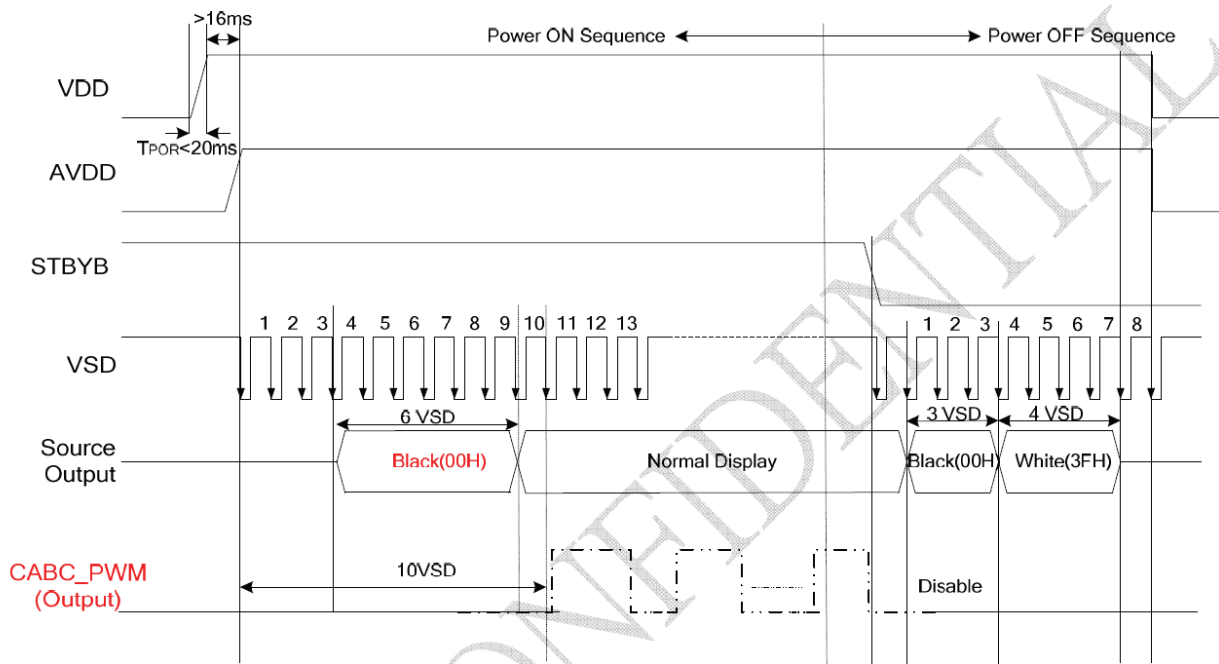 >16ms
Power ON Sequence
Power OFF Sequence
VDD
TPOR<20ms
AVDD
STBYB
1 2 3 4 5 6 7 8 9 10 11 12 13
1 2 3 4 5 6 7 8
VSD
6 VSD
3 VSD
4 VSD
Source
Output
Black(00H)
Normal Display
Black(00H)
White(3FH)
CABC_PWM
(Output)
10VSD
Disable
ONFIDENTIAL